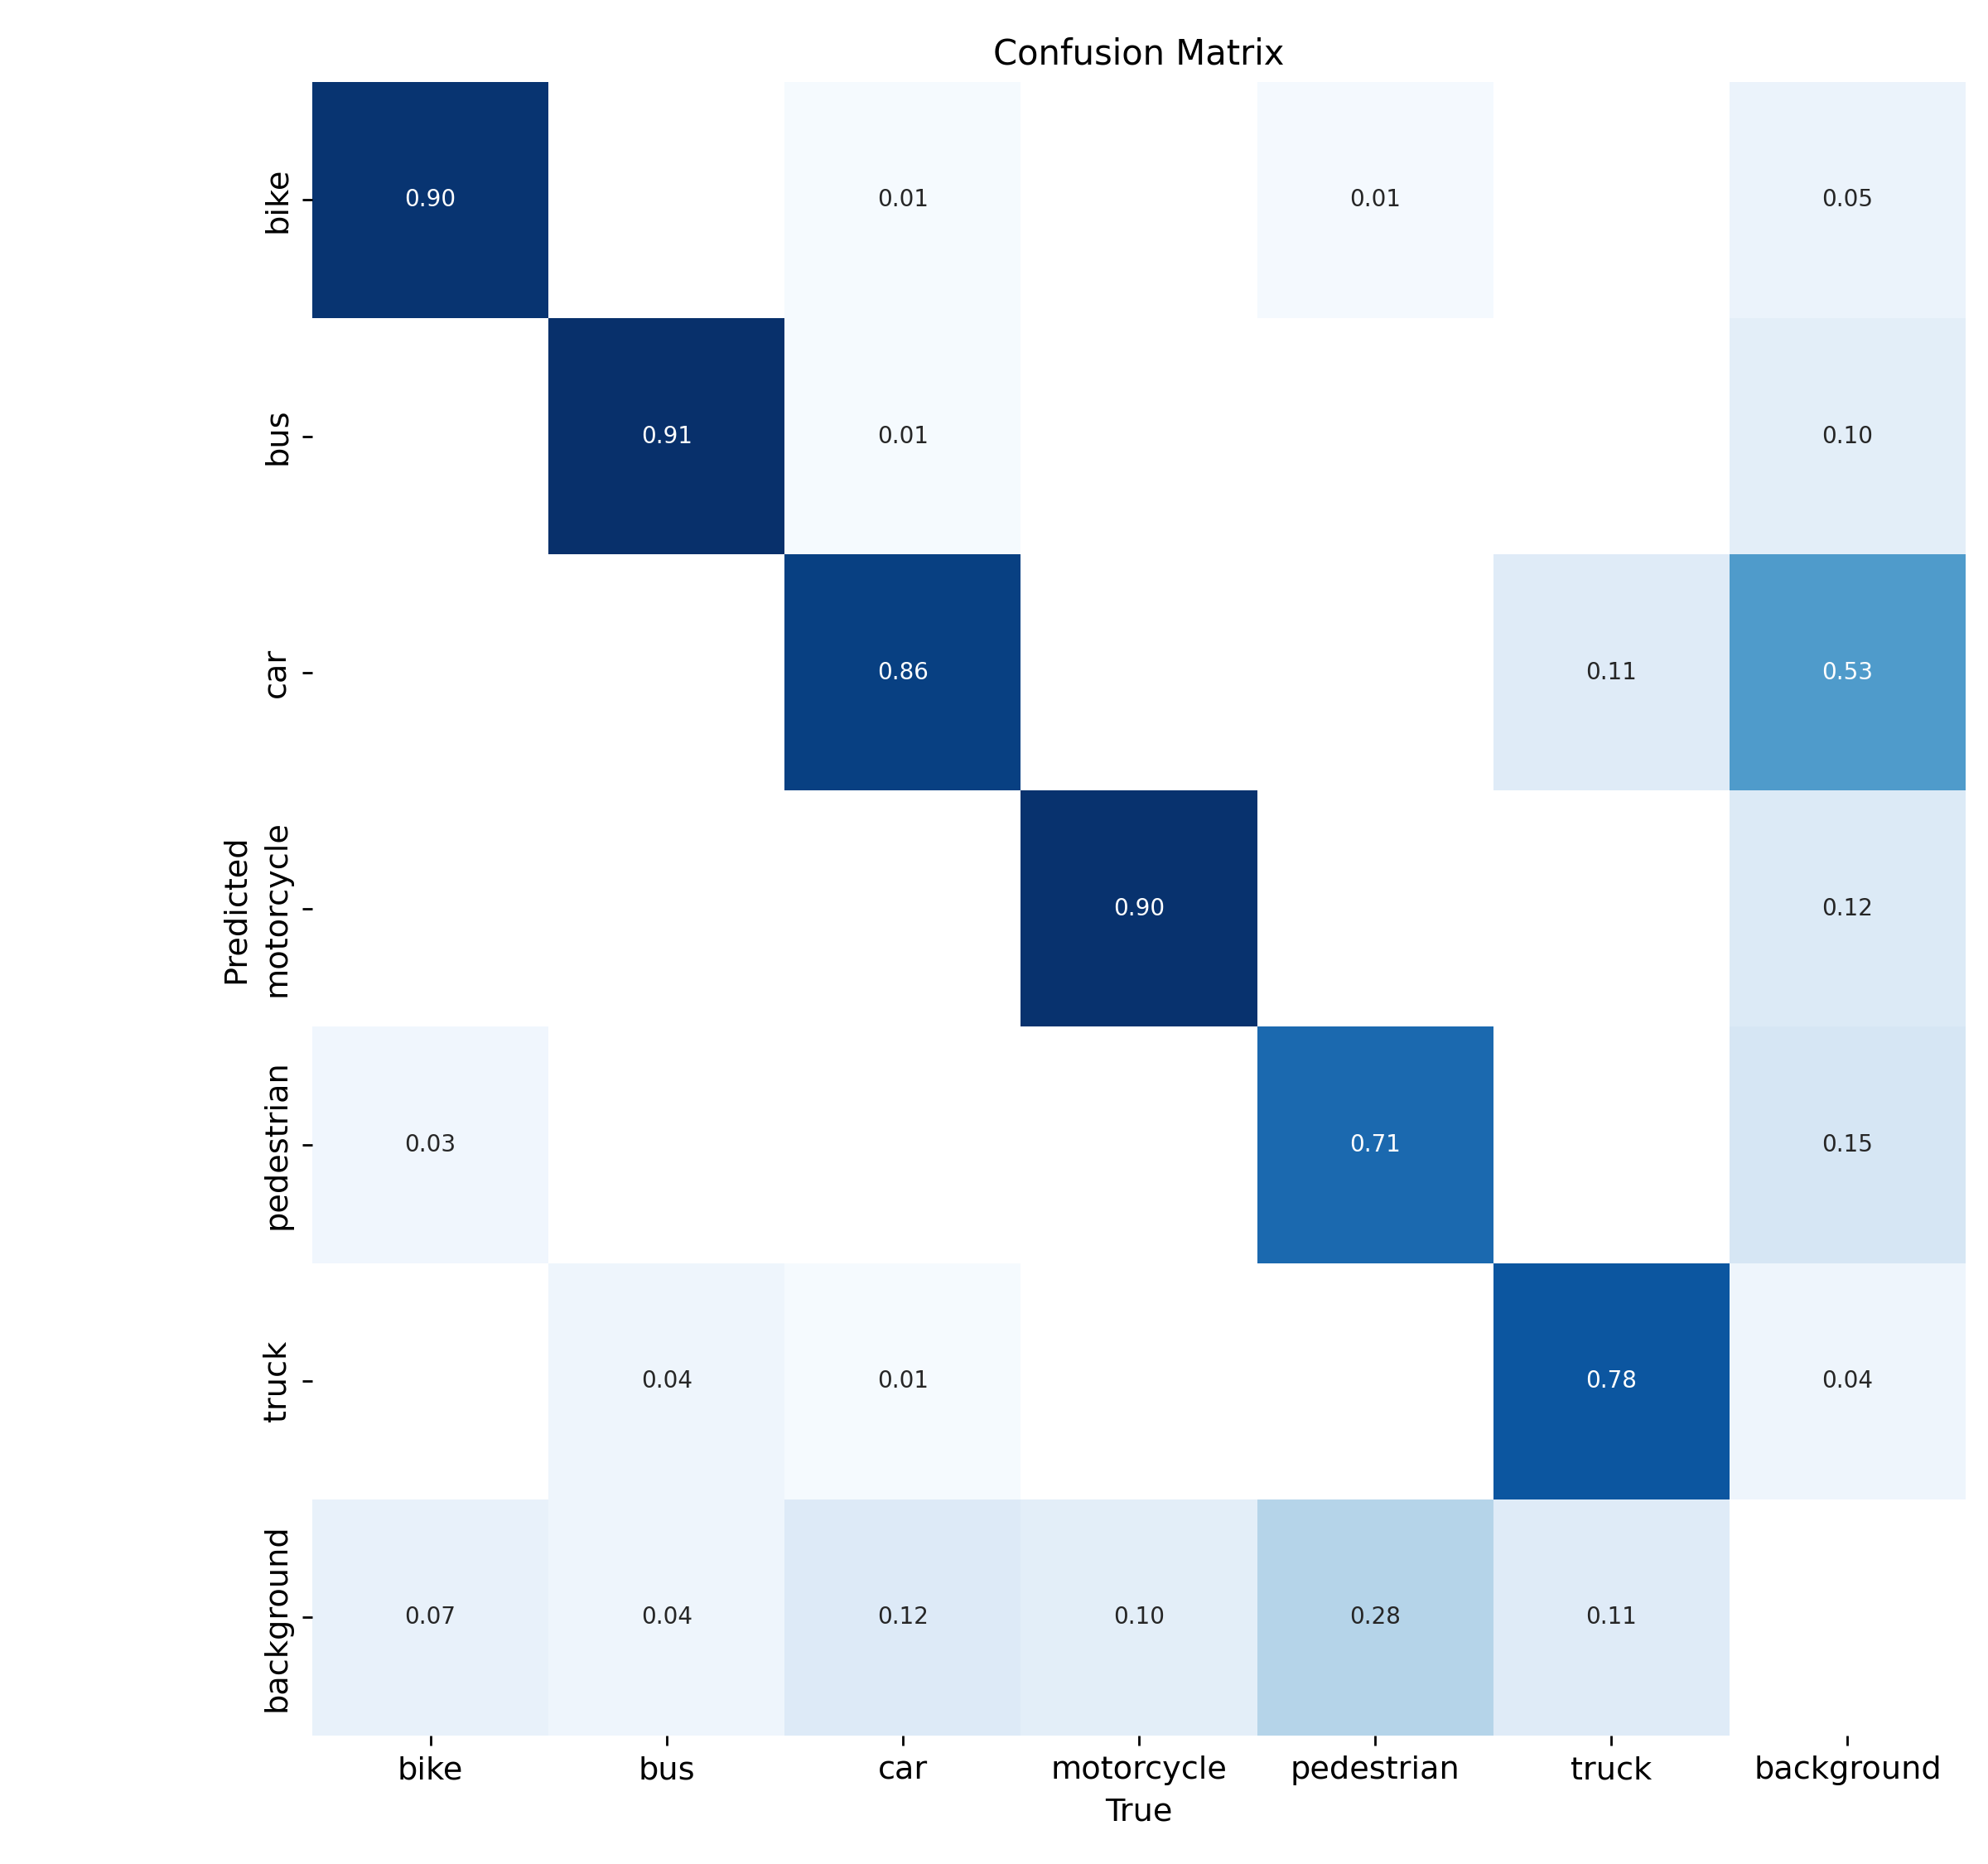 Confusion Matrix
bike 0.90 0.01 0.01 0.05
bus 0.91 0.01 0.10
car 0.86 0.11 0.53
Predicted
motorcycle 0.90 0.12
pedestrian 0.03 0.71 0.15
truck 0.04 0.01 0.78 0.04
background 0.07 0.04 0.12 0.10 0.28 0.11
bike bus car motorcycle pedestrian truck background
True